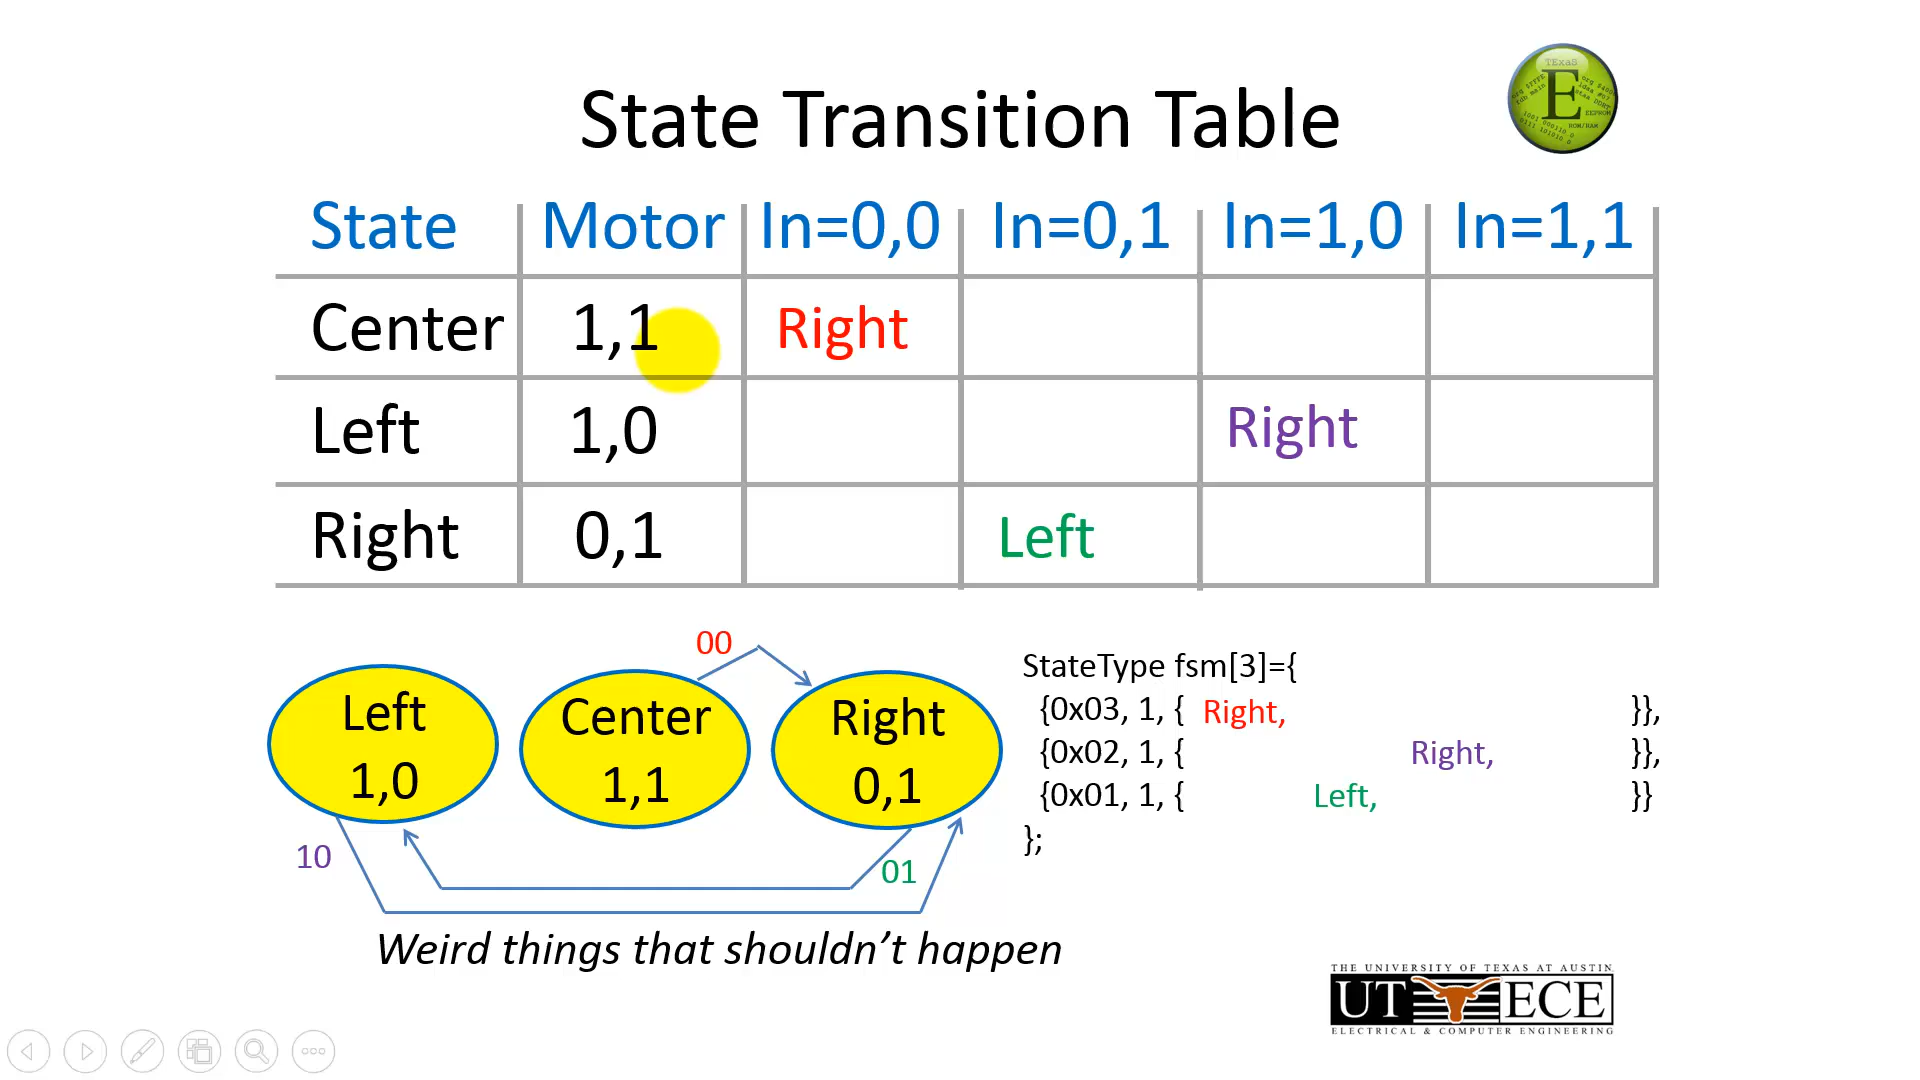 State Transition Table
TExaS
E
State Motor In=0,0 In=0,1 In=1,0 In=1,1
Center 1,1 Right
Left 1,0 Right
Right 0,1 Left
00
Left
1,0
Center
1,1
Right
0,1
10
01
Weird things that shouldn’t happen
StateType fsm[3]={
{0x03, 1, { Right, }},
{0x02, 1, { Right, }},
{0x01, 1, { Left, }}
};
THE UNIVERSITY OF TEXAS AT AUSTIN
UT ECE
ELECTRICAL & COMPUTER ENGINEERING